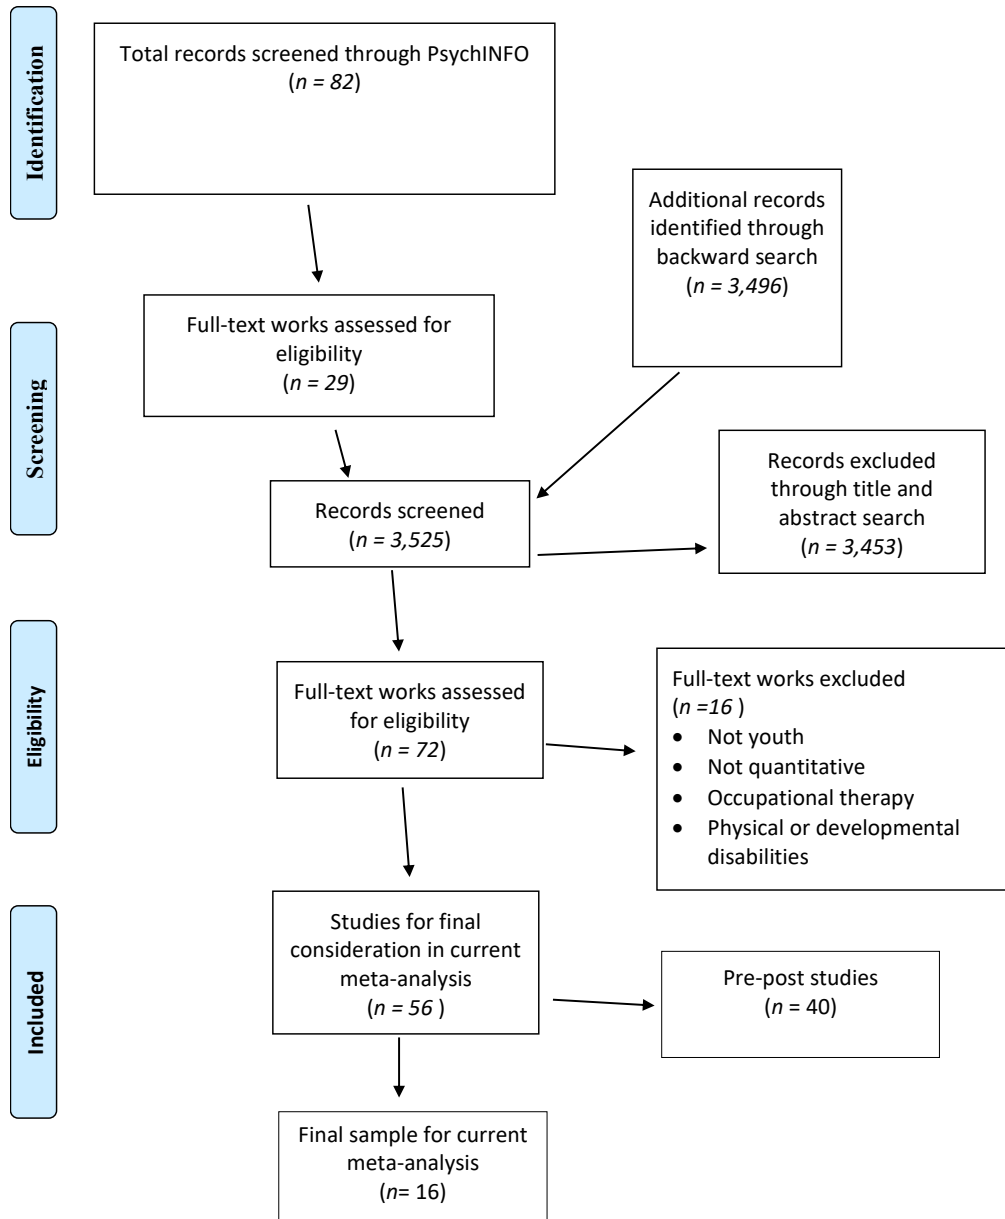 Identification
Total records screened through PsychINFO
(n = 82)
Additional records
identified through
backward search
(n = 3,496)
Screening
Full-text works assessed for
eligibility
(n = 29)
Records screened
(n = 3,525)
Records excluded
through title and
abstract search
(n = 3,453)
Eligibility
Full-text works assessed
for eligibility
(n = 72)
Full-text works excluded
(n =16 )
• Not youth
• Not quantitative
• Occupational therapy
• Physical or developmental
disabilities
Included
Studies for final
consideration in current
meta-analysis
(n = 56 )
Pre-post studies
(n = 40)
Final sample for current
meta-analysis
(n= 16)